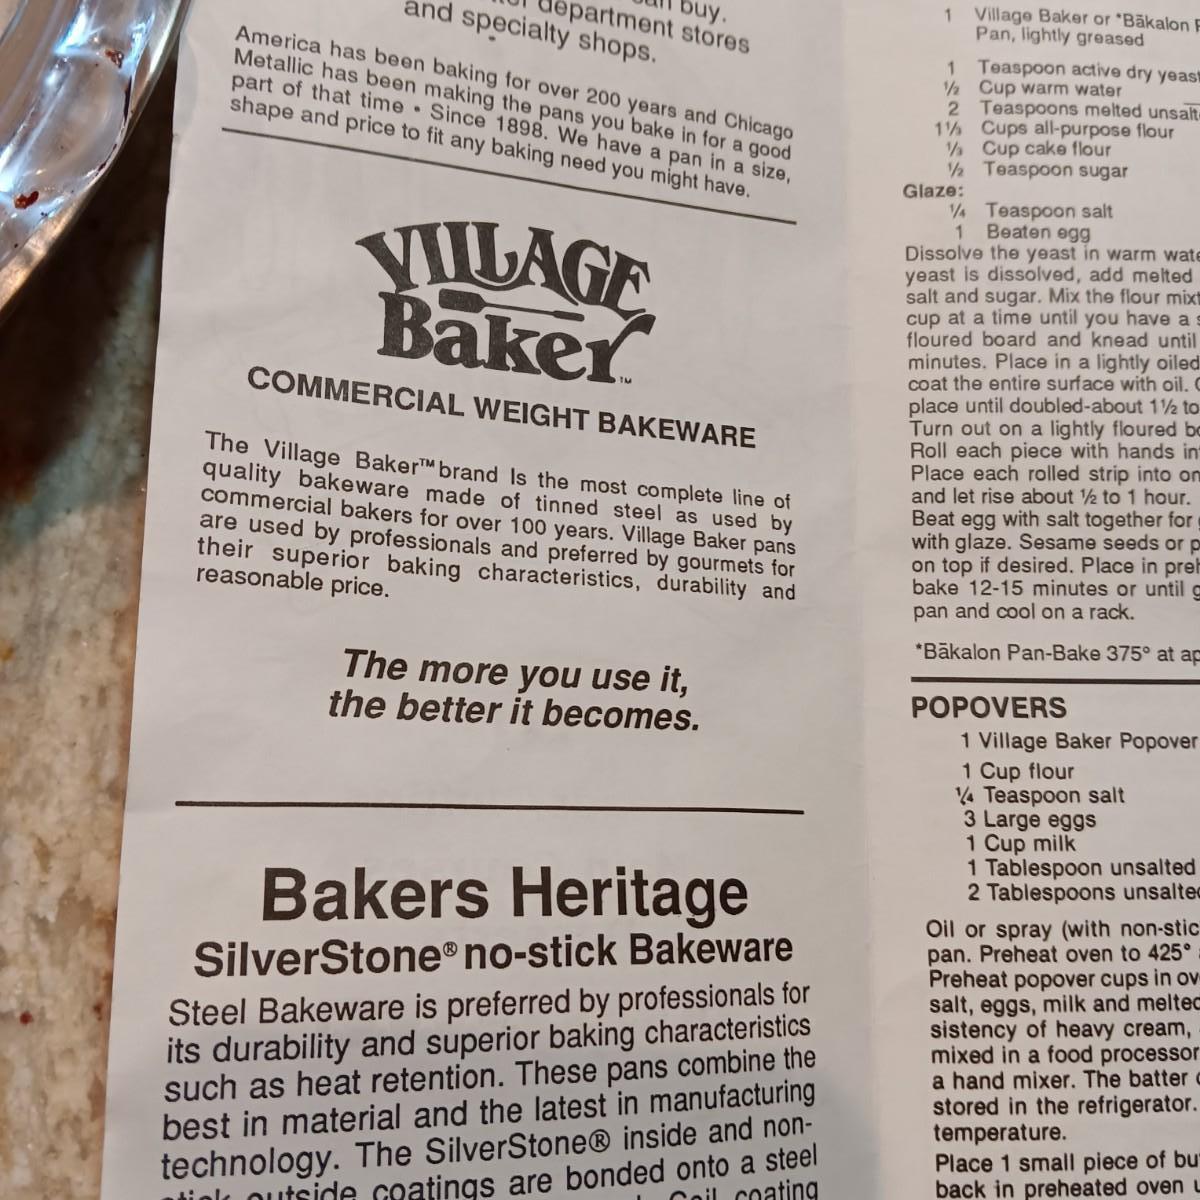 buy.
department stores
and specialty shops.
America has been baking for over 200 years and Chicago
Metallic has been making the pans you bake in for a good
part of that time • Since 1898. We have a pan in a size,
shape and price to fit any baking need you might have.
VILLAGE
Baker™
COMMERCIAL WEIGHT BAKEWARE
The Village Baker™ brand Is the most complete line of
quality bakeware made of tinned steel as used by
commercial bakers for over 100 years. Village Baker pans
are used by professionals and preferred by gourmets for
their superior baking characteristics, durability and
reasonable price.
The more you use it,
the better it becomes.
Bakers Heritage
SilverStone® no-stick Bakeware
Steel Bakeware is preferred by professionals for
its durability and superior baking characteristics
such as heat retention. These pans combine the
best in material and the latest in manufacturing
technology. The SilverStone® inside and non-
stick outside coatings are bonded onto a steel
Coil coating
1 Village Baker or *Bākalon
Pan, lightly greased
1 Teaspoon active dry yeast
½ Cup warm water
2 Teaspoons melted
1⅓ Cups all-purpose flour
⅓ Cup cake flour
½ Teaspoon sugar
Glaze:
¼ Teaspoon salt
1 Beaten egg
Dissolve the yeast in warm
yeast is dissolved, add melted
salt and sugar. Mix the flour
cup at a time until you have a
floured board and knead until
minutes. Place in a lightly oiled
coat the entire surface with oil.
place until doubled-about 1½ to
Turn out on a lightly floured
Roll each piece with hands
Place each rolled strip into
and let rise about ½ to 1 hour.
Beat egg with salt together for
with glaze. Sesame seeds or
on top if desired. Place in
bake 12-15 minutes or until
pan and cool on a rack.
*Bākalon Pan-Bake 375° at
POPOVERS
1 Village Baker Popover
1 Cup flour
¼ Teaspoon salt
3 Large eggs
1 Cup milk
1 Tablespoon unsalted
2 Tablespoons
Oil or spray (with
pan. Preheat oven to 425°
Preheat popover cups in
salt, eggs, milk and melted
sistency of heavy cream,
mixed in a food processor
a hand mixer. The batter
stored in the refrigerator.
temperature.
Place 1 small piece of
back in preheated oven